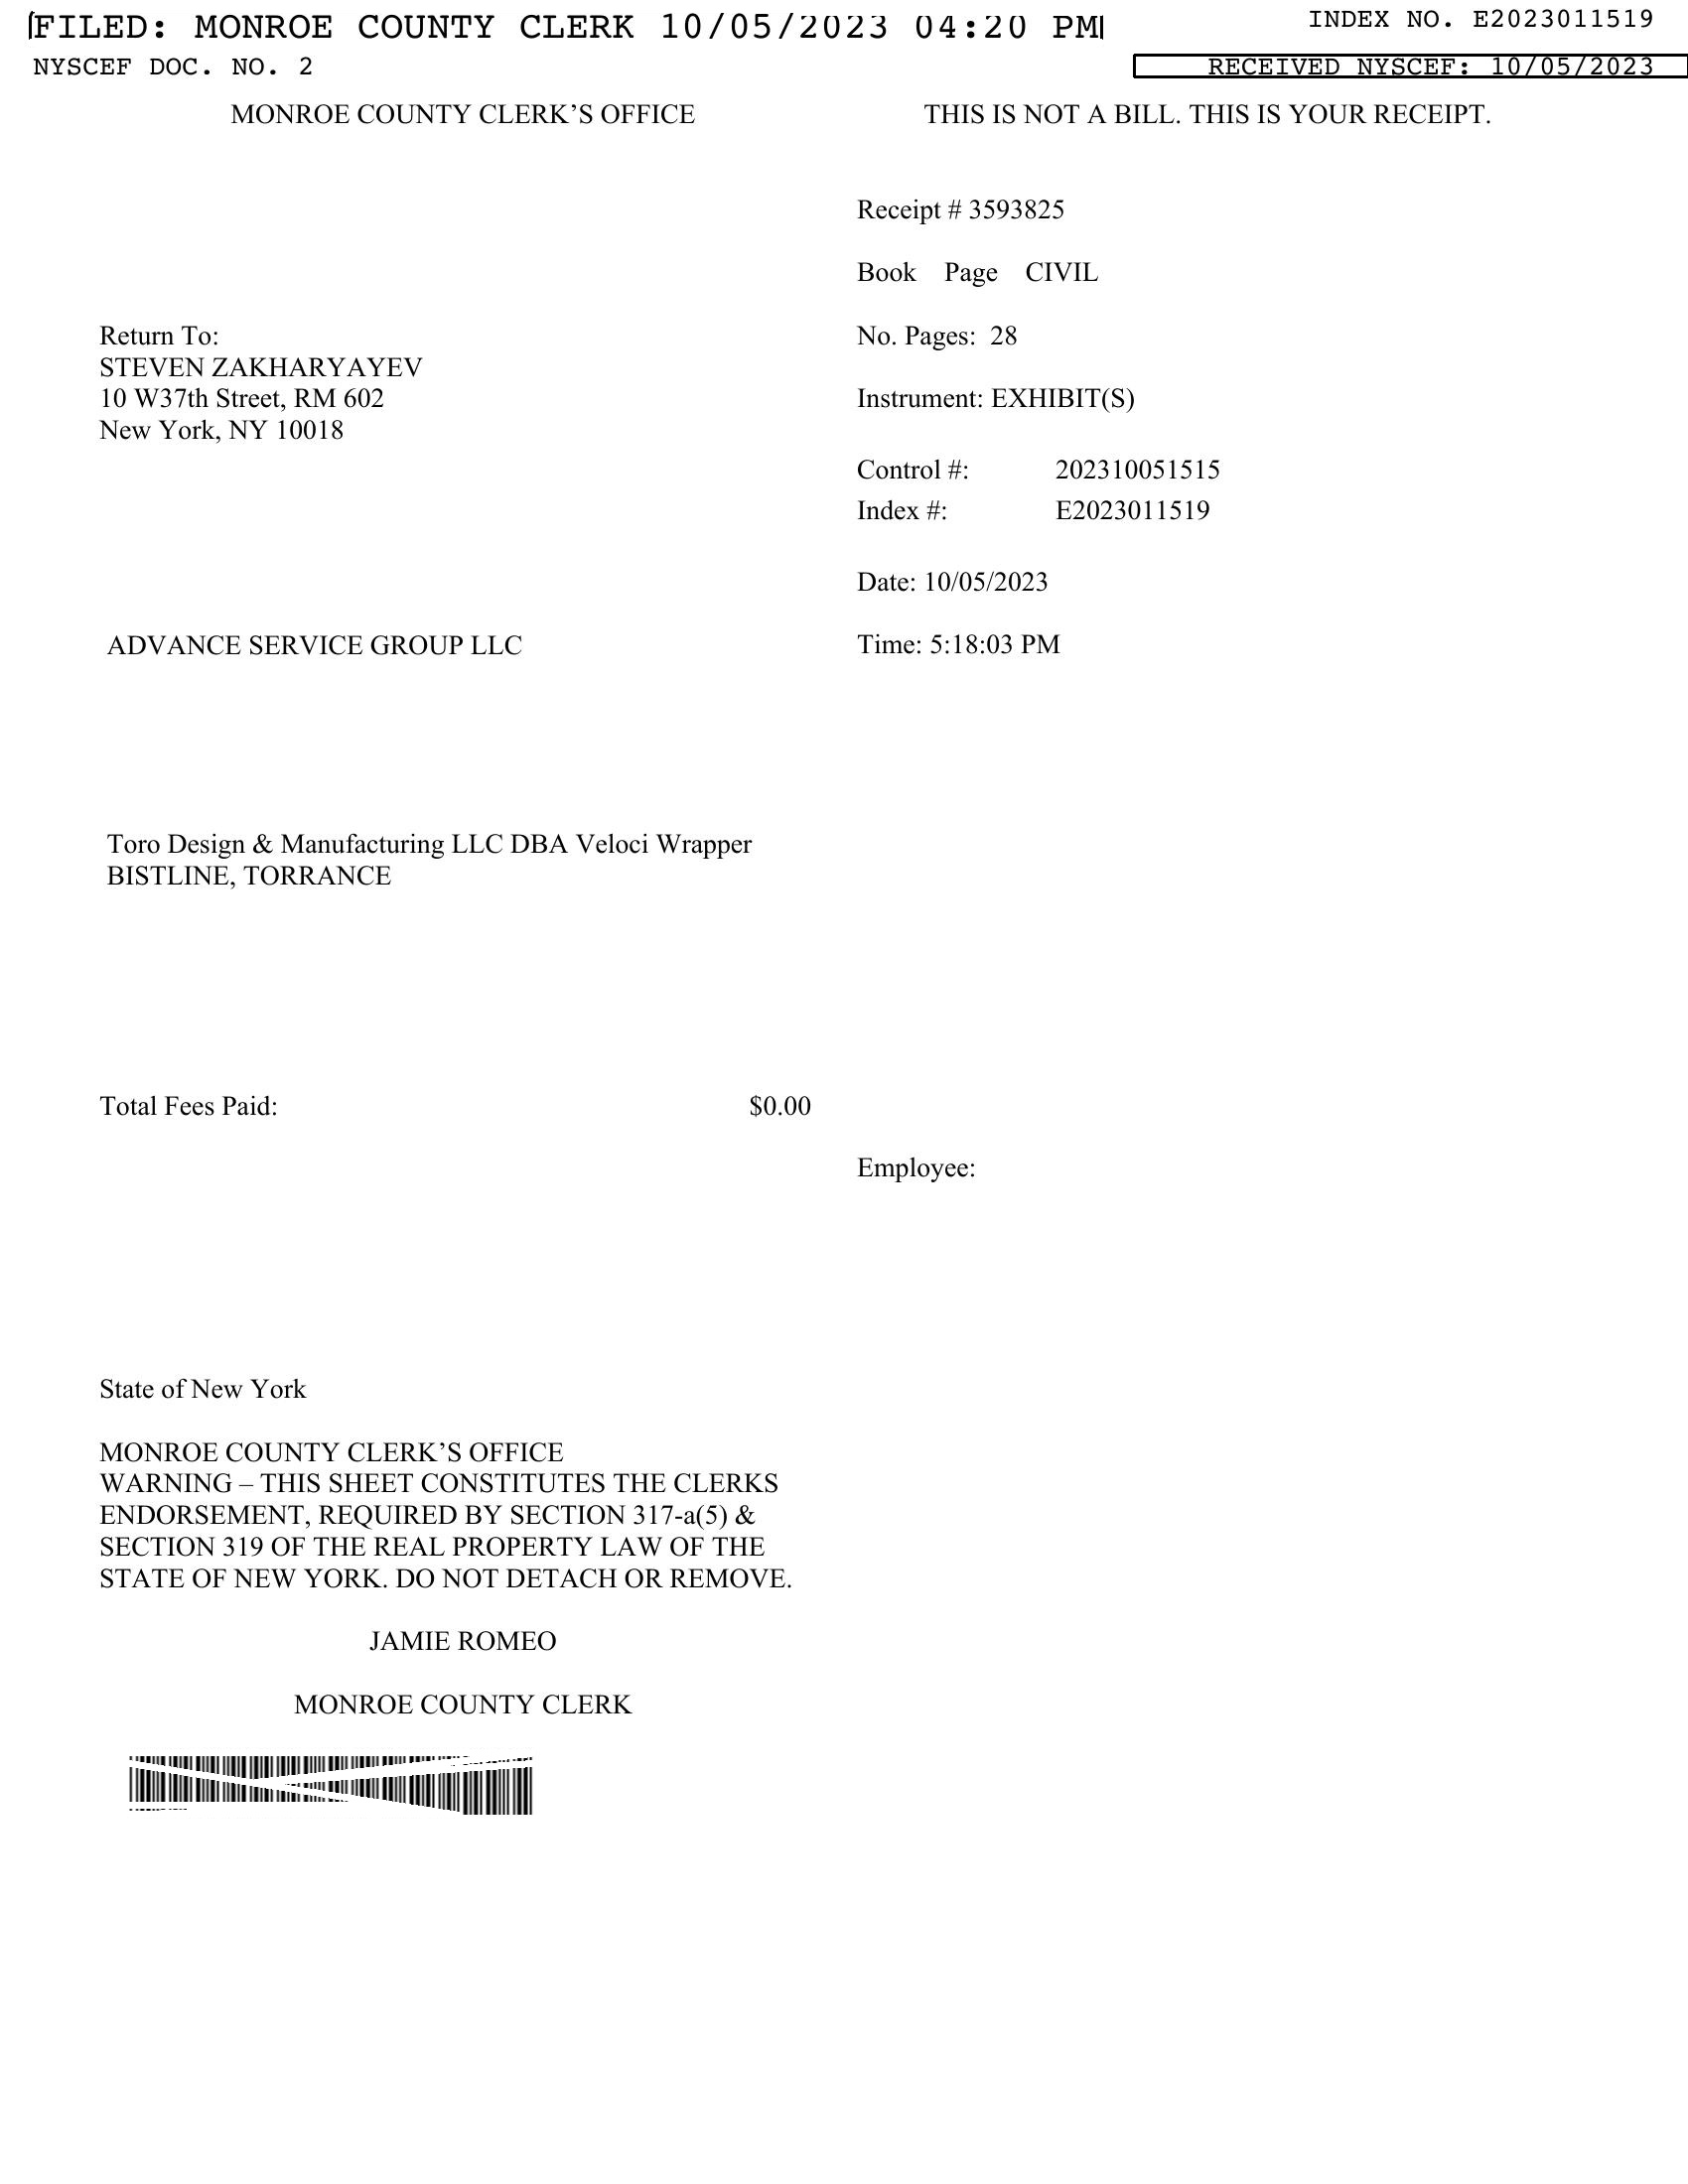 FILED: MONROE COUNTY CLERK 10/05/2023 04:20 PM
INDEX NO. E2023011519
NYSCEF DOC. NO. 2
RECEIVED NYSCEF: 10/05/2023
MONROE COUNTY CLERK’S OFFICE
THIS IS NOT A BILL. THIS IS YOUR RECEIPT.
Receipt # 3593825
Book Page CIVIL
Return To:
STEVEN ZAKHARYAYEV
10 W37th Street, RM 602
New York, NY 10018
No. Pages: 28
Instrument: EXHIBIT(S)
Control #: 202310051515
Index #: E2023011519
Date: 10/05/2023
ADVANCE SERVICE GROUP LLC
Time: 5:18:03 PM
Toro Design & Manufacturing LLC DBA Veloci Wrapper
BISTLINE, TORRANCE
Total Fees Paid: $0.00
Employee:
State of New York
MONROE COUNTY CLERK’S OFFICE
WARNING – THIS SHEET CONSTITUTES THE CLERKS
ENDORSEMENT, REQUIRED BY SECTION 317-a(5) &
SECTION 319 OF THE REAL PROPERTY LAW OF THE
STATE OF NEW YORK. DO NOT DETACH OR REMOVE.
JAMIE ROMEO
MONROE COUNTY CLERK